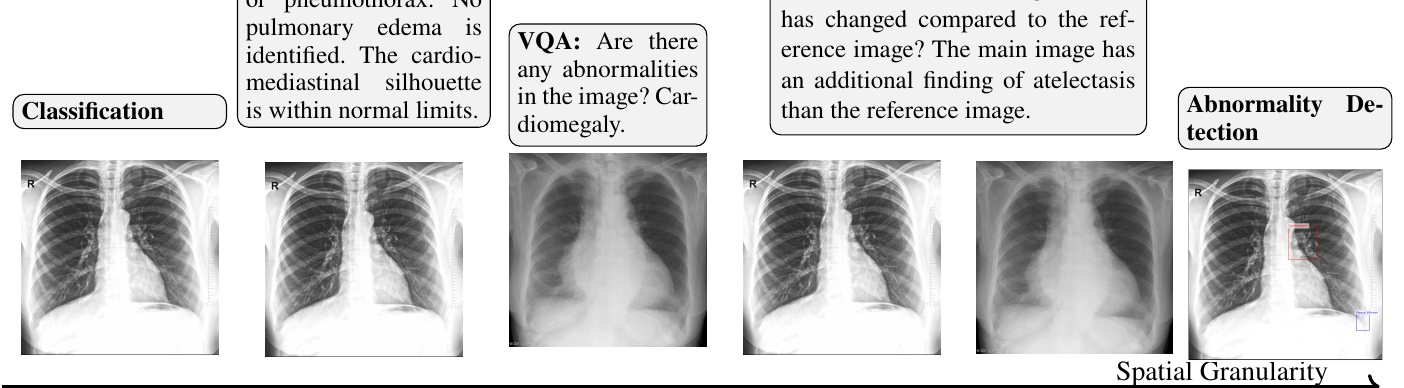 Classification
or pneumothorax. No
pulmonary edema is
identified. The cardio-
mediastinal silhouette
is within normal limits.
VQA: Are there
any abnormalities
in the image? Car-
diomegaly.
has changed compared to the ref-
erence image? The main image has
an additional finding of atelectasis
than the reference image.
Abnormality De-
tection
R
R
R
R
Spatial Granularity